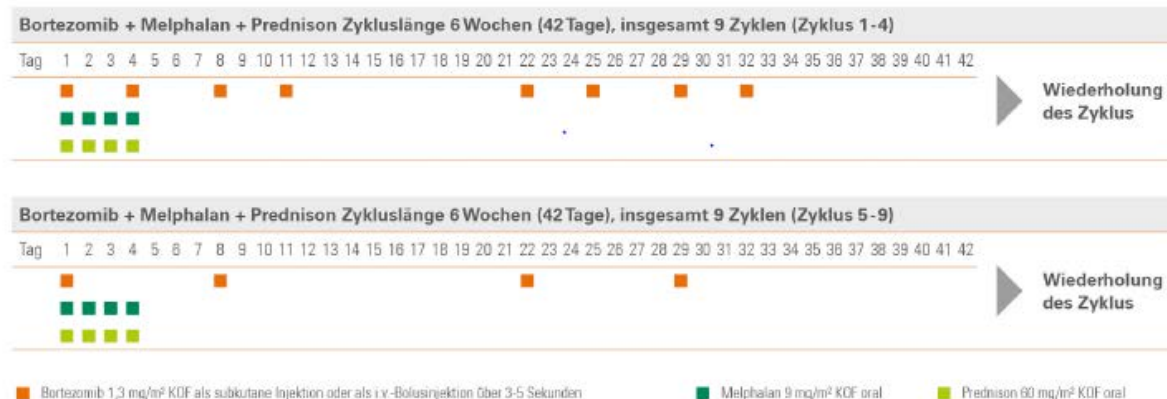 Bortezomib + Melphalan + Prednison Zykluslänge 6 Wochen (42 Tage), insgesamt 9 Zyklen (Zyklus 1-4)
Tag 1 2 3 4 5 6 7 8 9 10 11 12 13 14 15 16 17 18 19 20 21 22 23 24 25 26 27 28 29 30 31 32 33 34 35 36 37 38 39 40 41 42
Wiederholung
des Zyklus
Bortezomib + Melphalan + Prednison Zykluslänge 6 Wochen (42 Tage), insgesamt 9 Zyklen (Zyklus 5-9)
Tag 1 2 3 4 5 6 7 8 9 10 11 12 13 14 15 16 17 18 19 20 21 22 23 24 25 26 27 28 29 30 31 32 33 34 35 36 37 38 39 40 41 42
Wiederholung
des Zyklus
Bortezomib 1,3 mg/m² KOF als subkutane Injektion oder als i.v.-Bolusinjektion über 3-5 Sekunden Melphalan 9 mg/m² KOF oral Prednison 60 mg/m² KOF oral